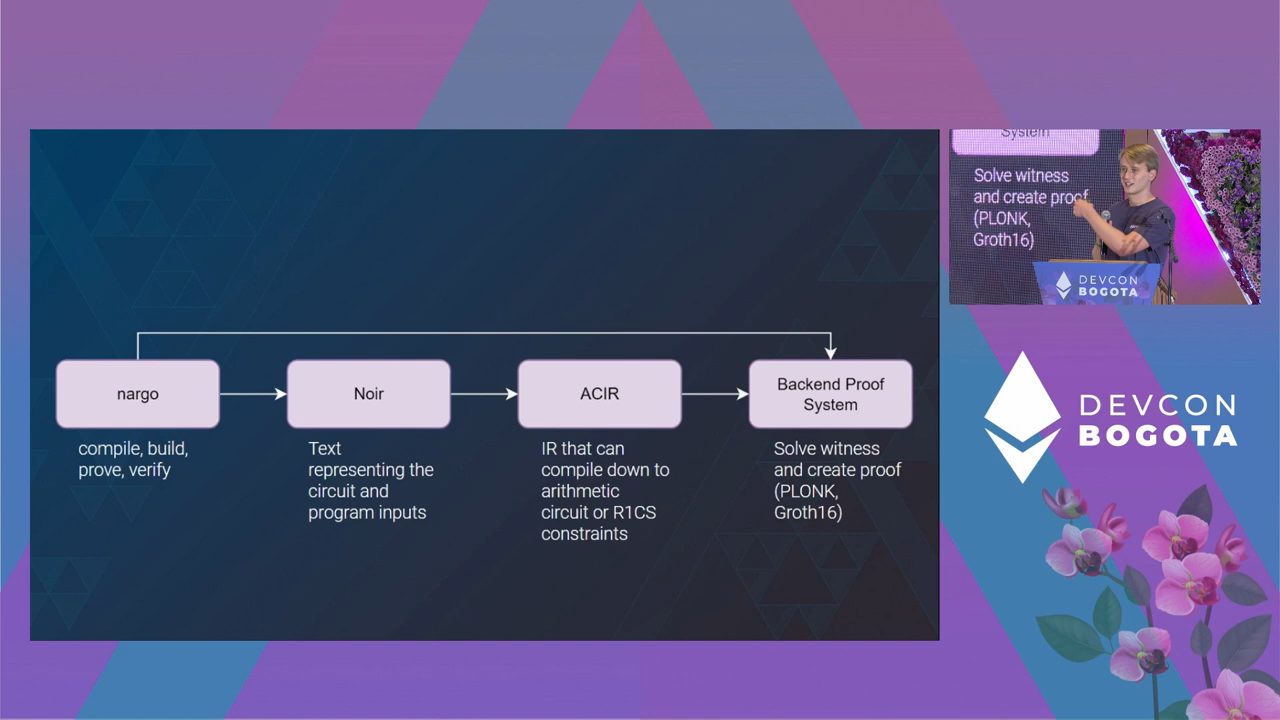 nargo
compile, build,
prove, verify
Noir
Text
representing the
circuit and
program inputs
ACIR
IR that can
compile down to
arithmetic
circuit or R1CS
constraints
Backend Proof
System
Solve witness
and create proof
(PLONK,
Groth16)
System
Solve witness
and create proof
(PLONK,
Groth16)
DEVCON
BOGOTA
DEVCON
BOGOTA